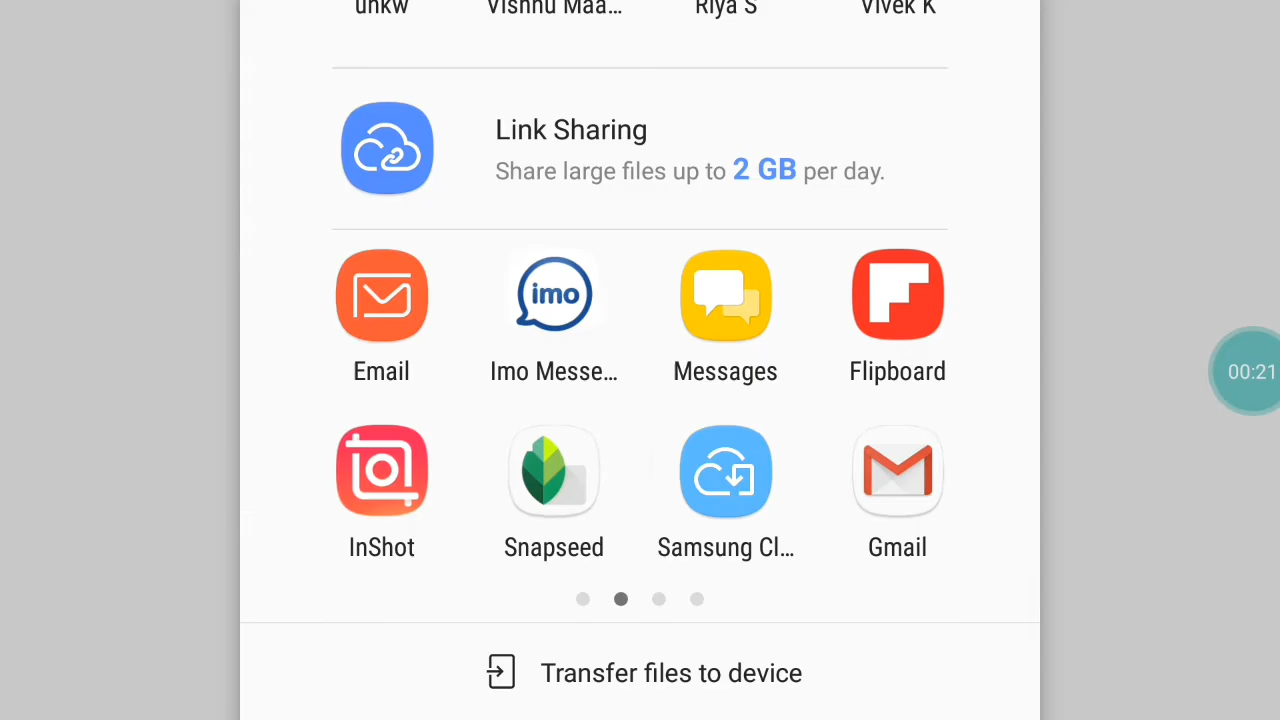 unkw Vishnu Maa... Riya S Vivek K
Link Sharing
Share large files up to 2 GB per day.
imo
Email Imo Messe... Messages Flipboard
00:21
InShot Snapseed Samsung Cl... Gmail
Transfer files to device